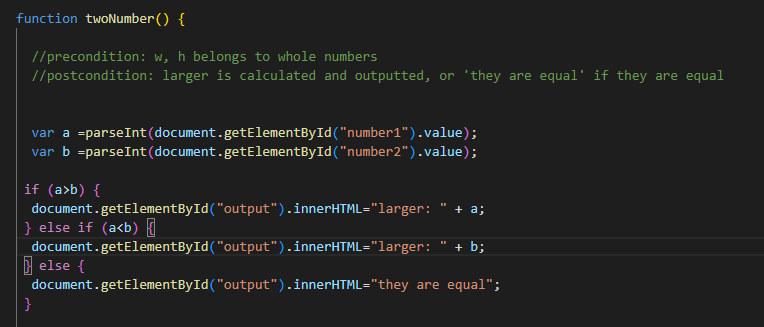 function twoNumber() {
//precondition: w, h belongs to whole numbers
//postcondition: larger is calculated and outputted, or 'they are equal' if they are equal
var a =parseInt(document.getElementById("number1").value);
var b =parseInt(document.getElementById("number2").value);
if (a>b) {
document.getElementById("output").innerHTML="larger: " + a;
} else if (a<b) {
document.getElementById("output").innerHTML="larger: " + b;
} else {
document.getElementById("output").innerHTML="they are equal";
}